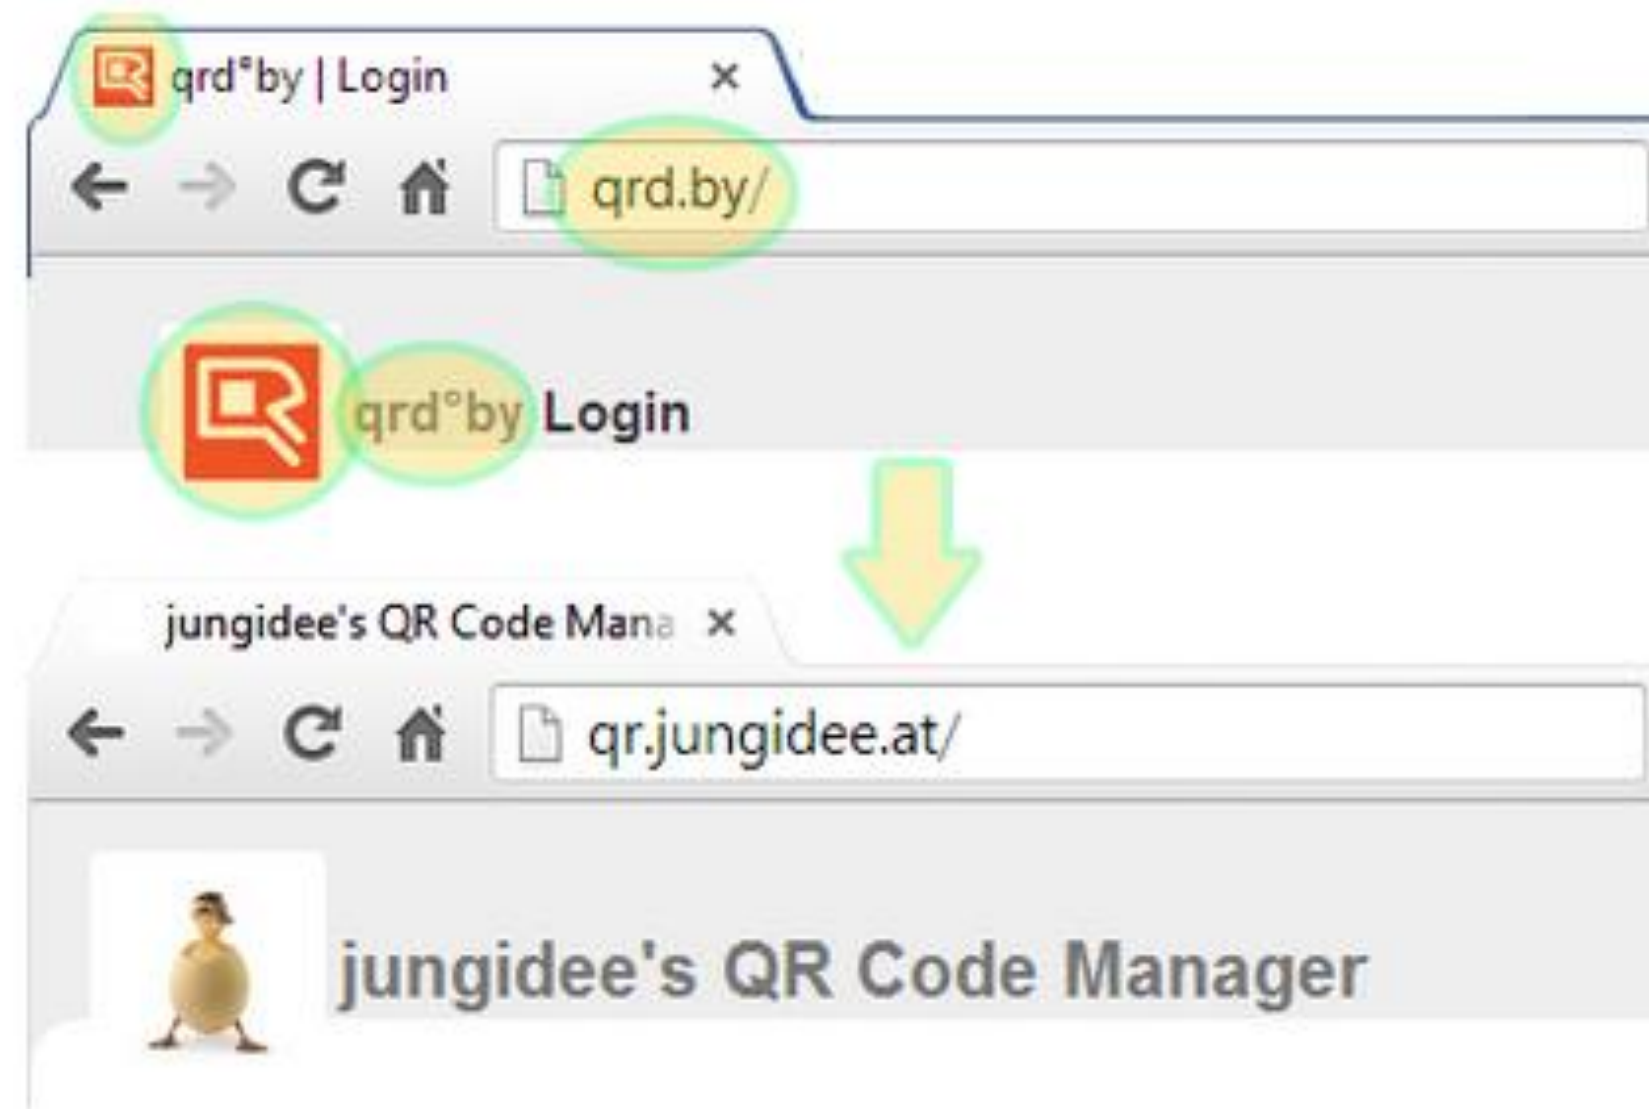 qrd°by | Login
qrd.by/
qrd°by Login
jungidee's QR Code Mana
qr.jungidee.at/
jungidee's QR Code Manager